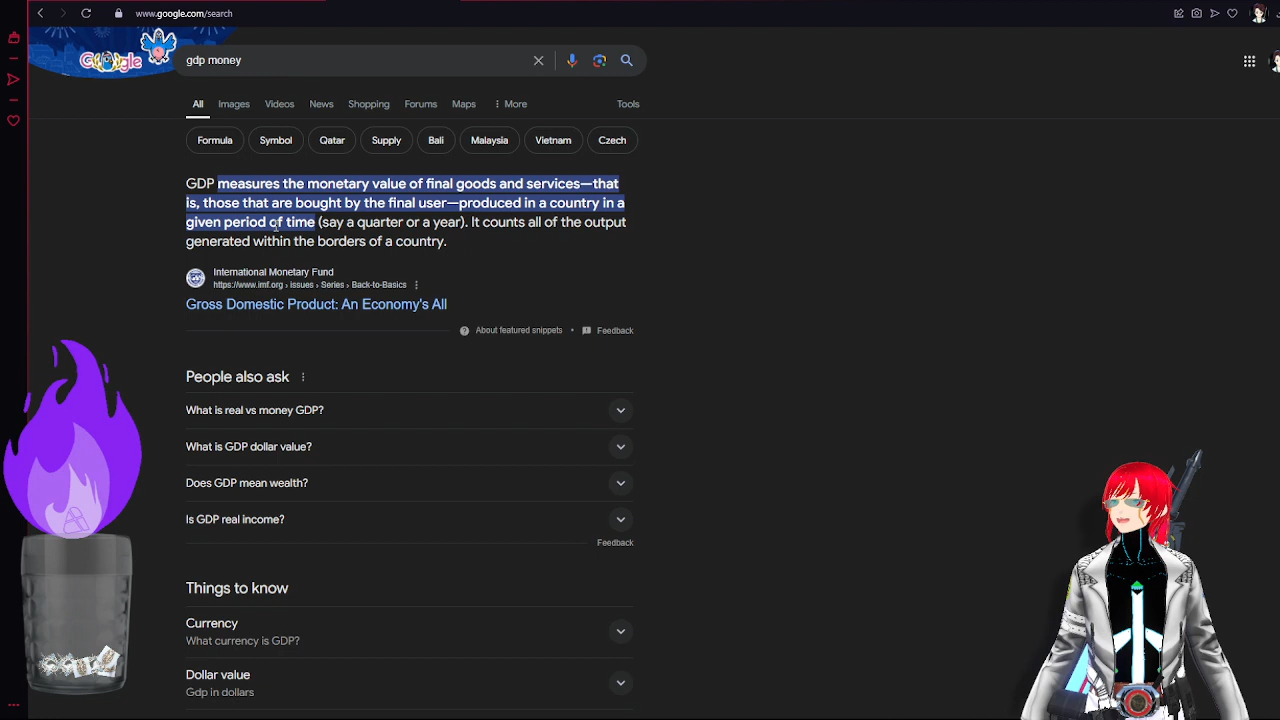 www.google.com/search
Google
gdp money
All Images Videos News Shopping Forums Maps More Tools
Formula Symbol Qatar Supply Bali Malaysia Vietnam Czech
GDP measures the monetary value of final goods and services—that
is, those that are bought by the final user—produced in a country in a
given period of time (say a quarter or a year). It counts all of the output
generated within the borders of a country.
International Monetary Fund
https://www.imf.org › issues › Series › Back-to-Basics
Gross Domestic Product: An Economy's All
About featured snippets • Feedback
People also ask
What is real vs money GDP?
What is GDP dollar value?
Does GDP mean wealth?
Is GDP real income?
Feedback
Things to know
Currency
What currency is GDP?
Dollar value
Gdp in dollars